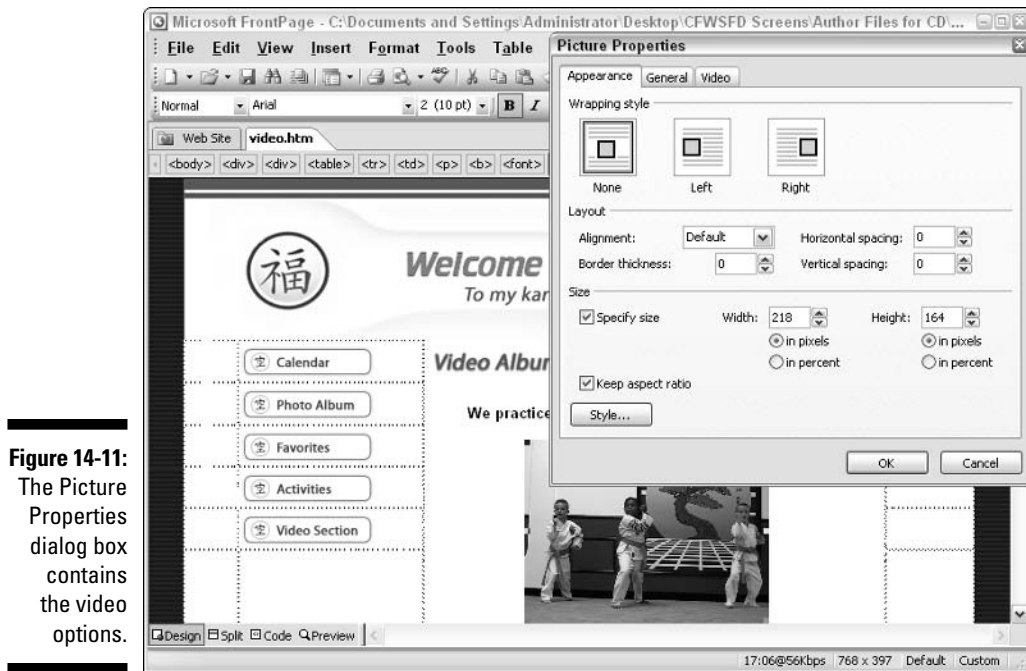 Microsoft FrontPage - C:\Documents and Settings\Administrator\Desktop\CFWSFD Screens\Author Files for CD\...
File Edit View Insert Format Tools Table
Normal Arial 2 (10 pt) B I
Web Site video.htm
<body> <div> <div> <table> <tr> <td> <p> <b> <font>
福
Welcome
To my kar
Calendar
Photo Album
Favorites
Activities
Video Section
Video Albu
We practice
Picture Properties
Appearance General Video
Wrapping style
None Left Right
Layout
Alignment: Default Horizontal spacing: 0
Border thickness: 0 Vertical spacing: 0
Size
Specify size Width: 218 Height: 164
in pixels in pixels
in percent in percent
Keep aspect ratio
Style...
OK Cancel
Design Split Code Preview
17:06@56Kbps 768 x 397 Default Custom
Figure 14-11:
The Picture
Properties
dialog box
contains
the video
options.